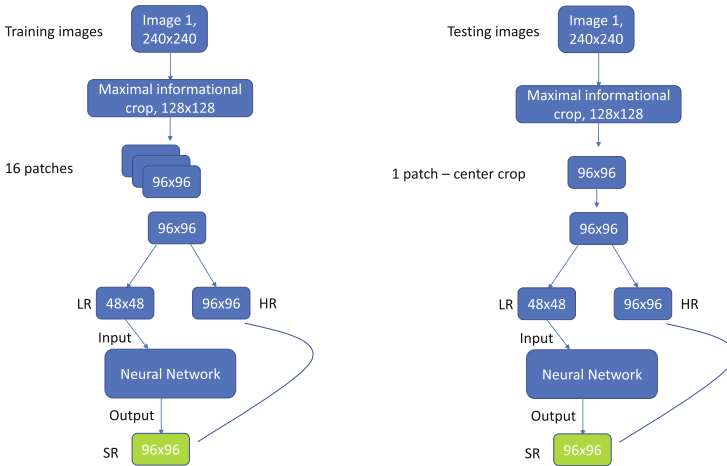 Training images
Image 1,
240x240
Maximal informational
crop, 128x128
16 patches
96x96
96x96
LR
48x48
96x96
HR
Input
Neural Network
Output
SR
96x96
Testing images
Image 1,
240x240
Maximal informational
crop, 128x128
1 patch – center crop
96x96
96x96
LR
48x48
96x96
HR
Input
Neural Network
Output
SR
96x96